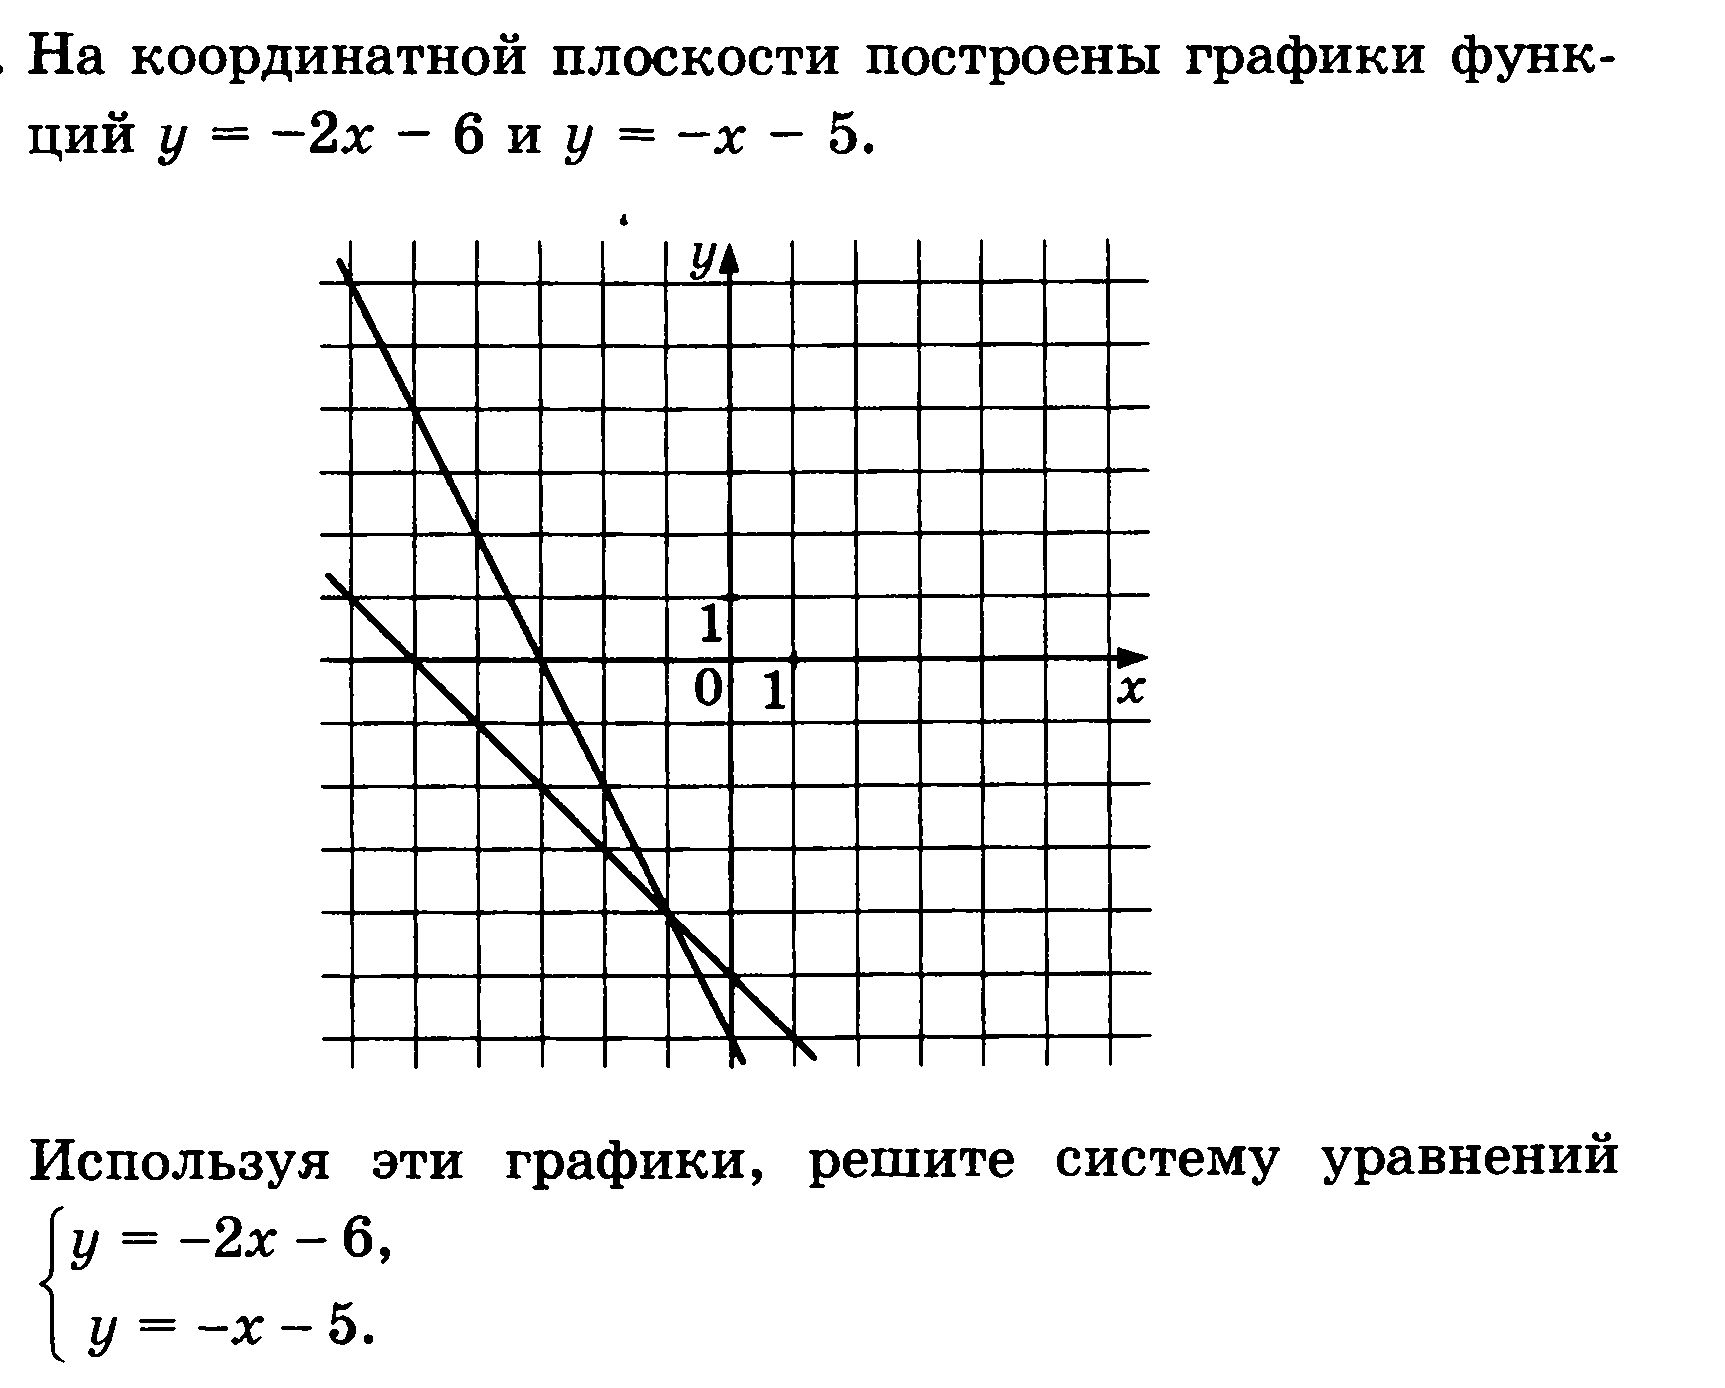 . На координатной плоскости построены графики функ-
ций y = −2x − 6 и y = −x − 5.
y
1
0 1
x
Используя эти графики, решите систему уравнений
{ y = −2x − 6,
y = −x − 5.